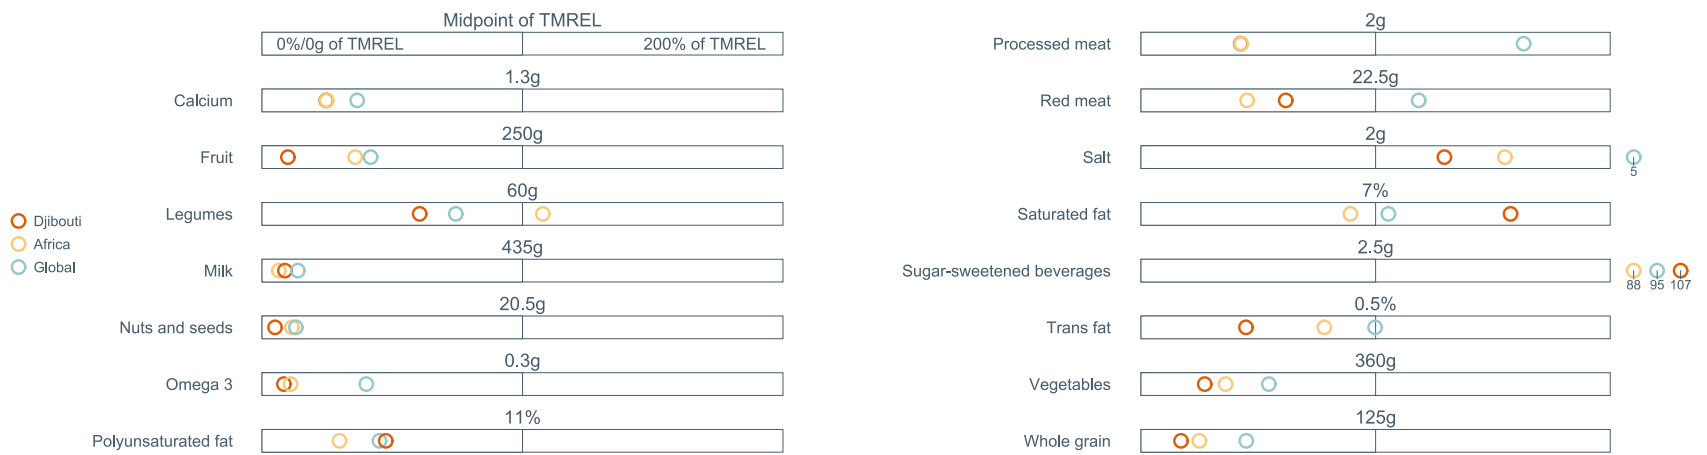 Midpoint of TMREL
0%/0g of TMREL 200% of TMREL
1.3g
Calcium
250g
Fruit
60g
Legumes
435g
Milk
20.5g
Nuts and seeds
0.3g
Omega 3
11%
Polyunsaturated fat
Djibouti
Africa
Global
2g
Processed meat
22.5g
Red meat
2g
Salt
5
7%
Saturated fat
2.5g
Sugar-sweetened beverages
88 95 107
0.5%
Trans fat
360g
Vegetables
125g
Whole grain